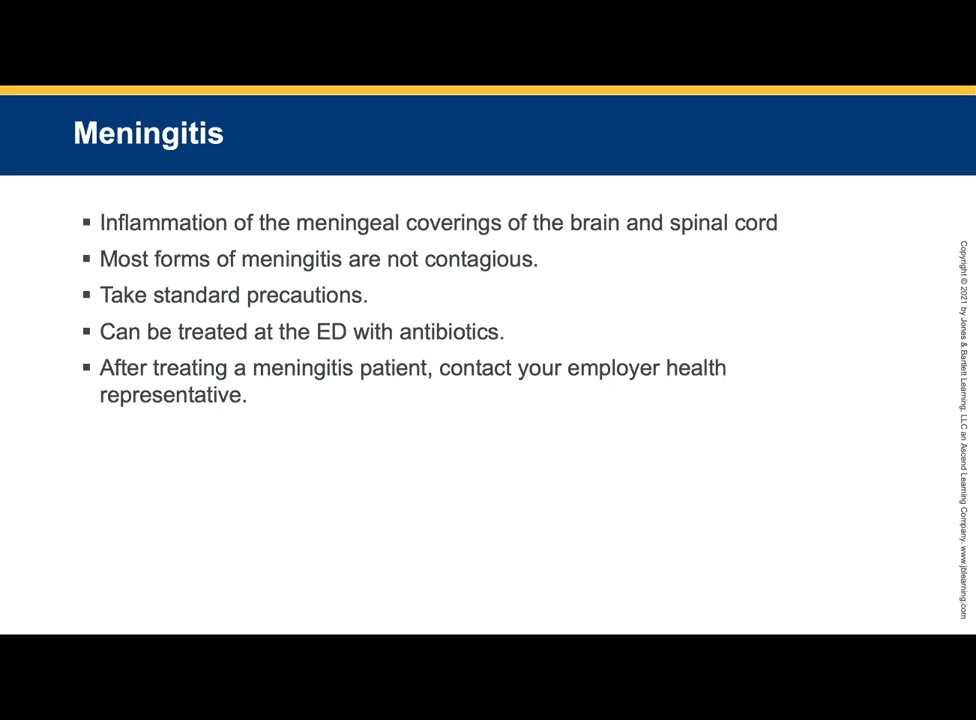 Meningitis
▪ Inflammation of the meningeal coverings of the brain and spinal cord
▪ Most forms of meningitis are not contagious.
▪ Take standard precautions.
▪ Can be treated at the ED with antibiotics.
▪ After treating a meningitis patient, contact your employer health
representative.
Copyright © 2021 by Jones & Bartlett Learning, LLC an Ascend Learning Company. www.jblearning.com